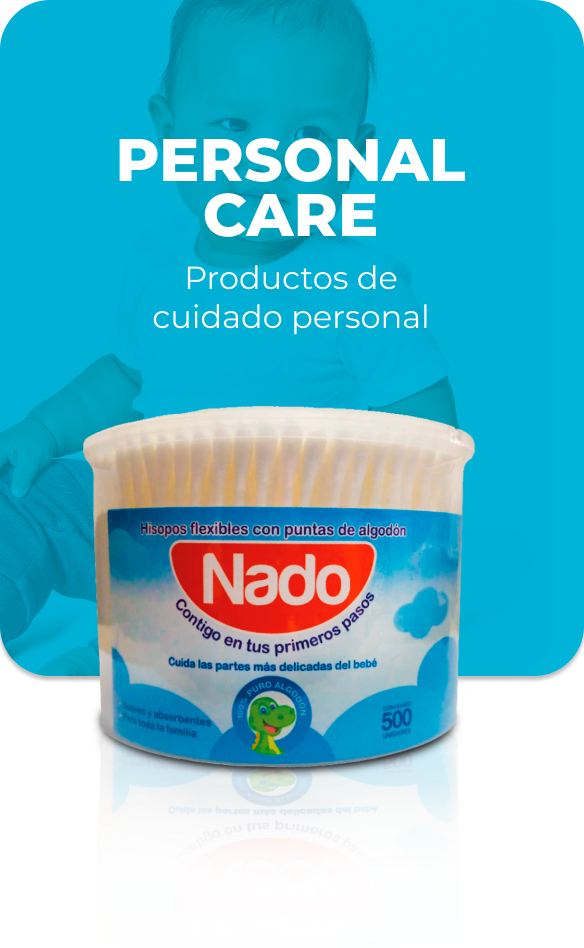 PERSONAL
CARE
Productos de
cuidado personal
Hisopos flexibles con puntas de algodón
Nado
Contigo en tus primeros pasos
Cuida las partes más delicadas del bebé
100% PURO ALGODÓN
Suaves y absorbentes
Para toda la familia
CONTENIDO
500
UNIDADES